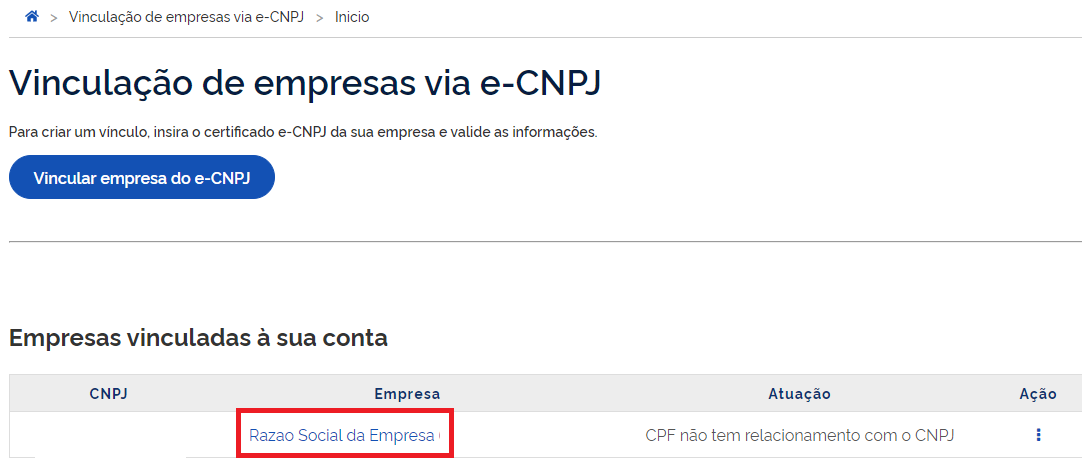 > Vinculação de empresas via e-CNPJ > Inicio
Vinculação de empresas via e-CNPJ
Para criar um vínculo, insira o certificado e-CNPJ da sua empresa e valide as informações.
Vincular empresa do e-CNPJ
Empresas vinculadas à sua conta
CNPJ Empresa Atuação Ação
Razao Social da Empresa CPF não tem relacionamento com o CNPJ